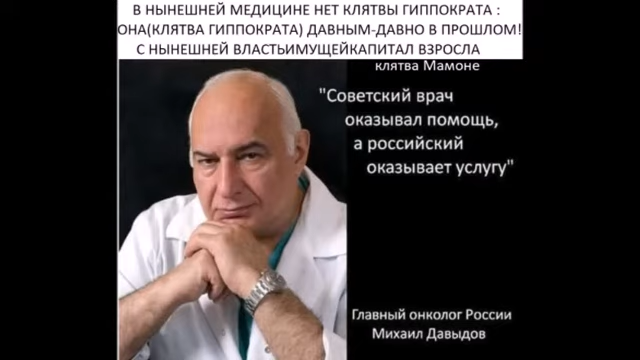 В НЫНЕШНЕЙ МЕДИЦИНЕ НЕТ КЛЯТВЫ ГИППОКРАТА :
ОНА(КЛЯТВА ГИППОКРАТА) ДАВНЫМ-ДАВНО В ПРОШЛОМ!
С НЫНЕШНЕЙ ВЛАСТЬИМУЩЕЙКАПИТАЛ ВЗРОСЛА
клятва Мамоне
"Советский врач
оказывал помощь,
а российский
оказывает услугу"
Главный онколог России
Михаил Давыдов